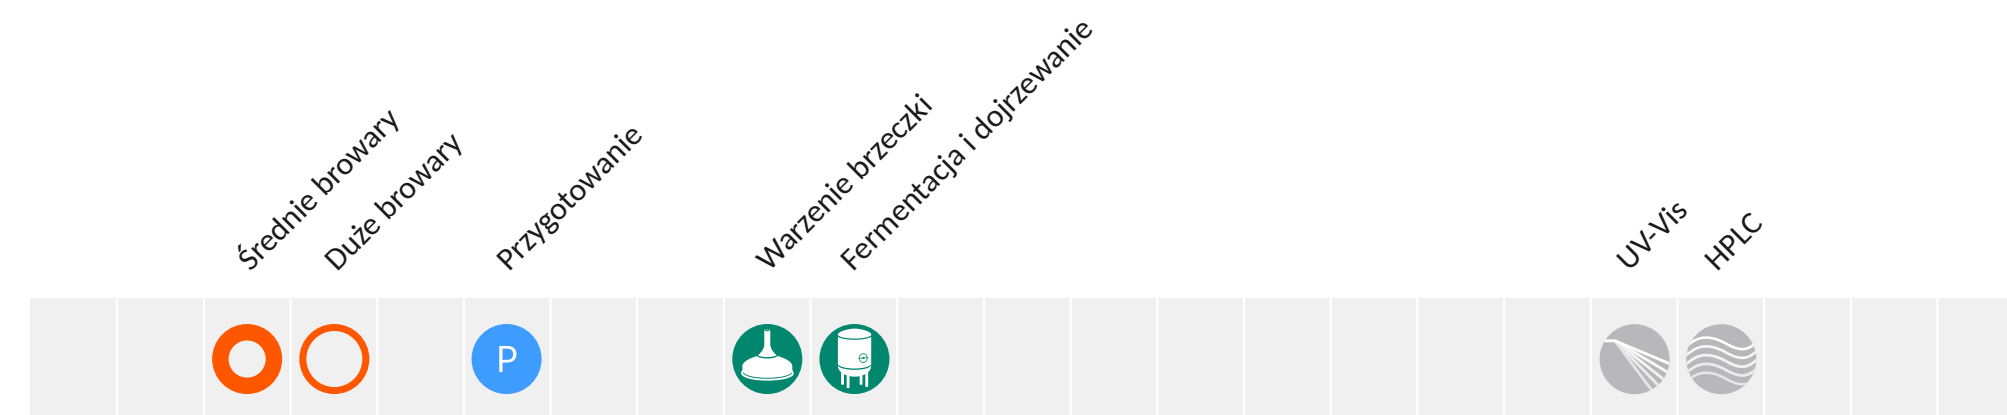 Średnie browary
Duże browary
Przygotowanie
Warzenie brzeczki
Fermentacja i dojrzewanie
UV-Vis
HPLC
P